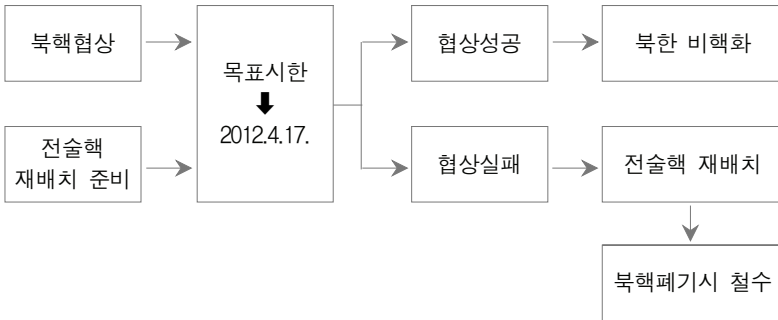 북핵협상
전술핵
재배치 준비
목표시한
2012.4.17.
협상성공
북한 비핵화
협상실패
전술핵 재배치
북핵폐기시 철수